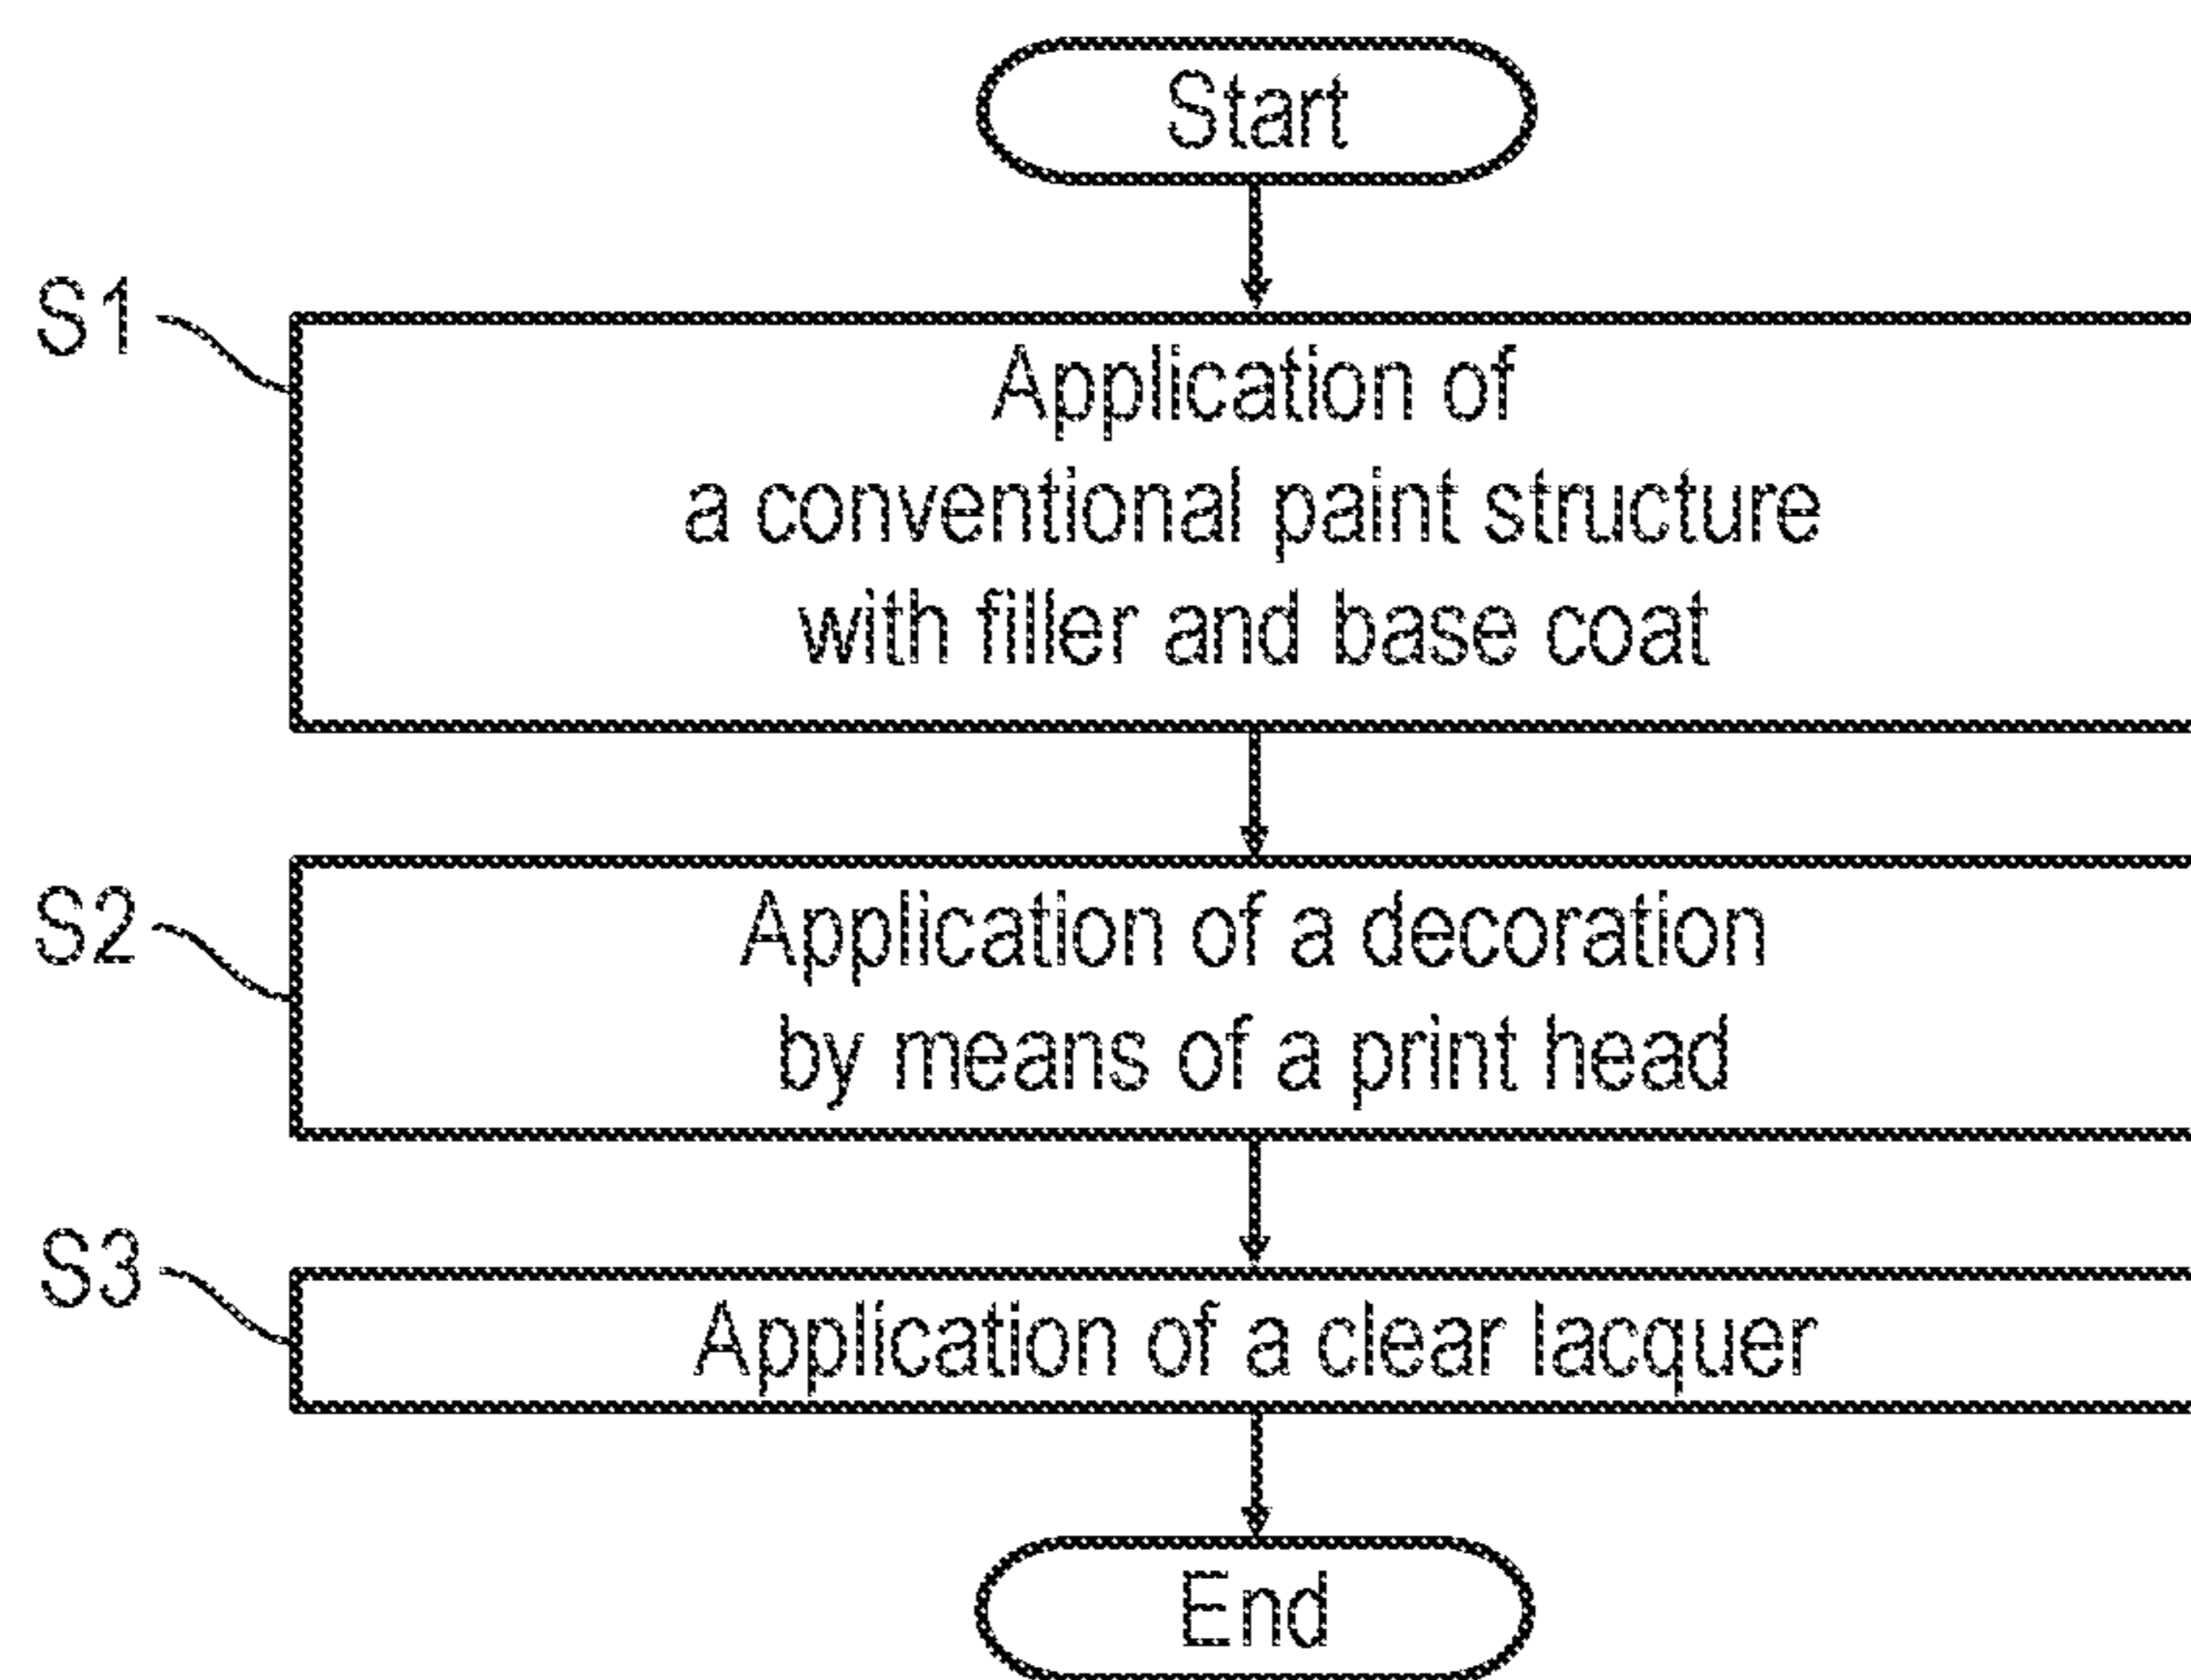 Start
S1
Application of
a conventional paint structure
with filler and base coat
S2
Application of a decoration
by means of a print head
S3
Application of a clear lacquer
End